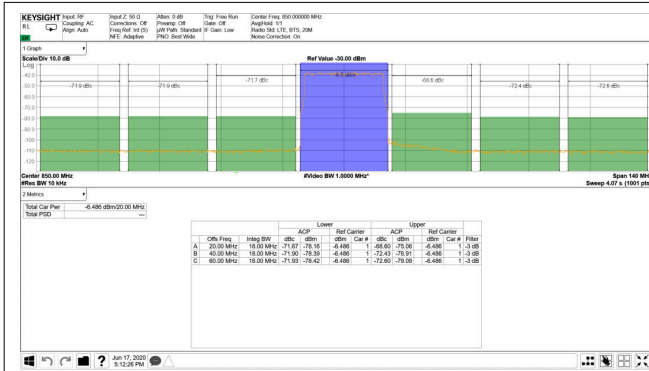 KEYSIGHT Input: RF Input Z: 50 Ω Atten: 0 dB Trig: Free Run Center Freq: 850.000000 MHz
RL Coupling: AC Corrections: Off Preamp: Off Gate: Off Avg|Hold: 1/1
Align: Auto Freq Ref: Int (S) µW Path: Standard IF Gain: Low Radio Std: LTE, BTS, 20M
NFE: Adaptive PNO: Best Wide Noise Correction: On
1 Graph
Scale/Div 10.0 dB Ref Value -30.00 dBm
Log
-40.0
-50.0
-60.0
-70.0
-80.0
-90.0
-100
-110
-120
-71.9 dBc -71.9 dBc -71.7 dBc -6.5 dBm -68.6 dBc -72.4 dBc -72.6 dBc
Center 850.00 MHz #Video BW 1.0000 MHz* Span 140 MH
#Res BW 10 kHz Sweep 4.07 s (1001 pts
2 Metrics
Total Car Pwr -6.486 dBm/20.00 MHz
Total PSD ---
Lower Upper
ACP Ref Carrier ACP Ref Carrier
Offs Freq Integ BW dBc dBm dBm Car # dBc dBm dBm Car # Filter
A 20.00 MHz 18.00 MHz -71.67 -78.16 -6.486 1 -68.60 -75.08 -6.486 1 -3 dB
B 40.00 MHz 18.00 MHz -71.90 -78.39 -6.486 1 -72.43 -78.91 -6.486 1 -3 dB
C 60.00 MHz 18.00 MHz -71.93 -78.42 -6.486 1 -72.60 -79.09 -6.486 1 -3 dB
? Jun 17, 2020
5:12:26 PM